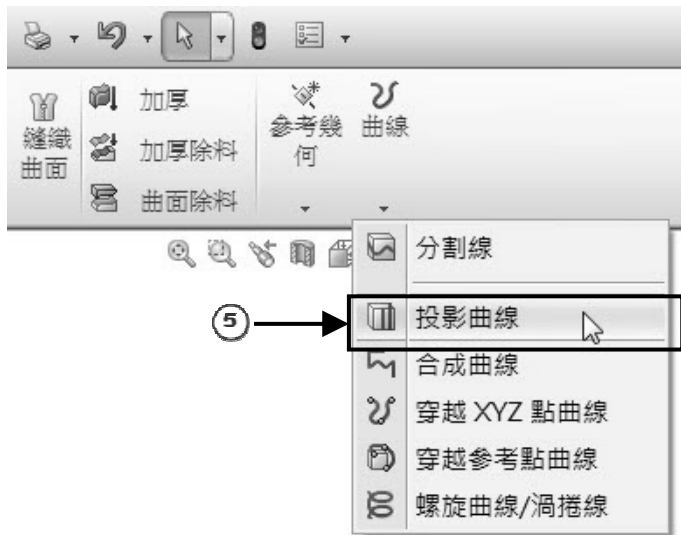 縫織
曲面
加厚
加厚除料
曲面除料
參考幾
何
曲線
分割線
5
投影曲線
合成曲線
穿越 XYZ 點曲線
穿越參考點曲線
螺旋曲線/渦捲線